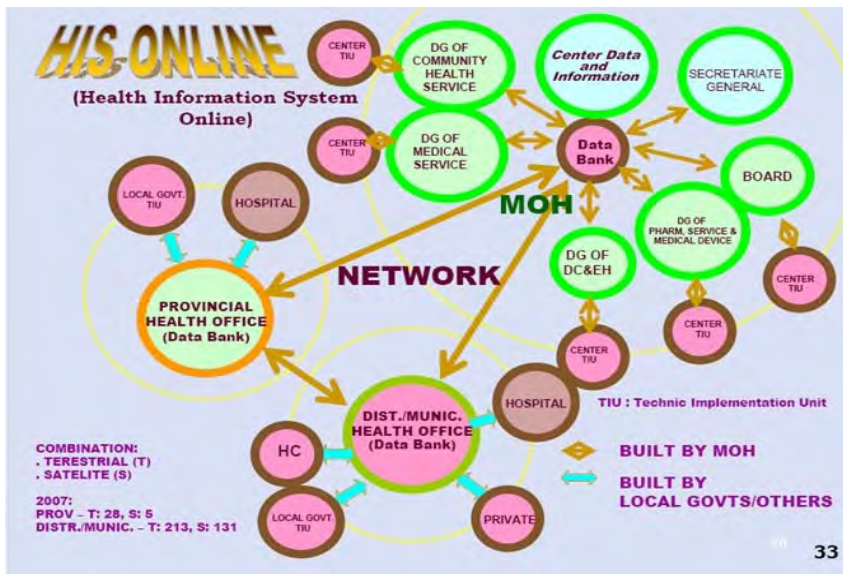 HIS ONLINE
(Health Information System
Online)
CENTER
TIU
DG OF
COMMUNITY
HEALTH
SERVICE
Center Data
and
Information
SECRETARIATE
GENERAL
CENTER
TIU
DG OF
MEDICAL
SERVICE
Data
Bank
BOARD
LOCAL GOVT.
TIU
HOSPITAL
MOH
DG OF
PHARM, SERVICE &
MEDICAL DEVICE
DG OF
DC&EH
NETWORK
CENTER
TIU
PROVINCIAL
HEALTH OFFICE
(Data Bank)
CENTER
TIU
CENTER
TIU
DIST./MUNIC.
HEALTH OFFICE
(Data Bank)
HOSPITAL
TIU : Technic Implementation Unit
HC
LOCAL GOVT.
TIU
PRIVATE
BUILT BY MOH
BUILT BY
LOCAL GOVTS/OTHERS
COMBINATION:
. TERESTRIAL (T)
. SATELITE (S)
2007:
PROV – T: 28, S: 5
DISTR./MUNIC. – T: 213, S: 131
33